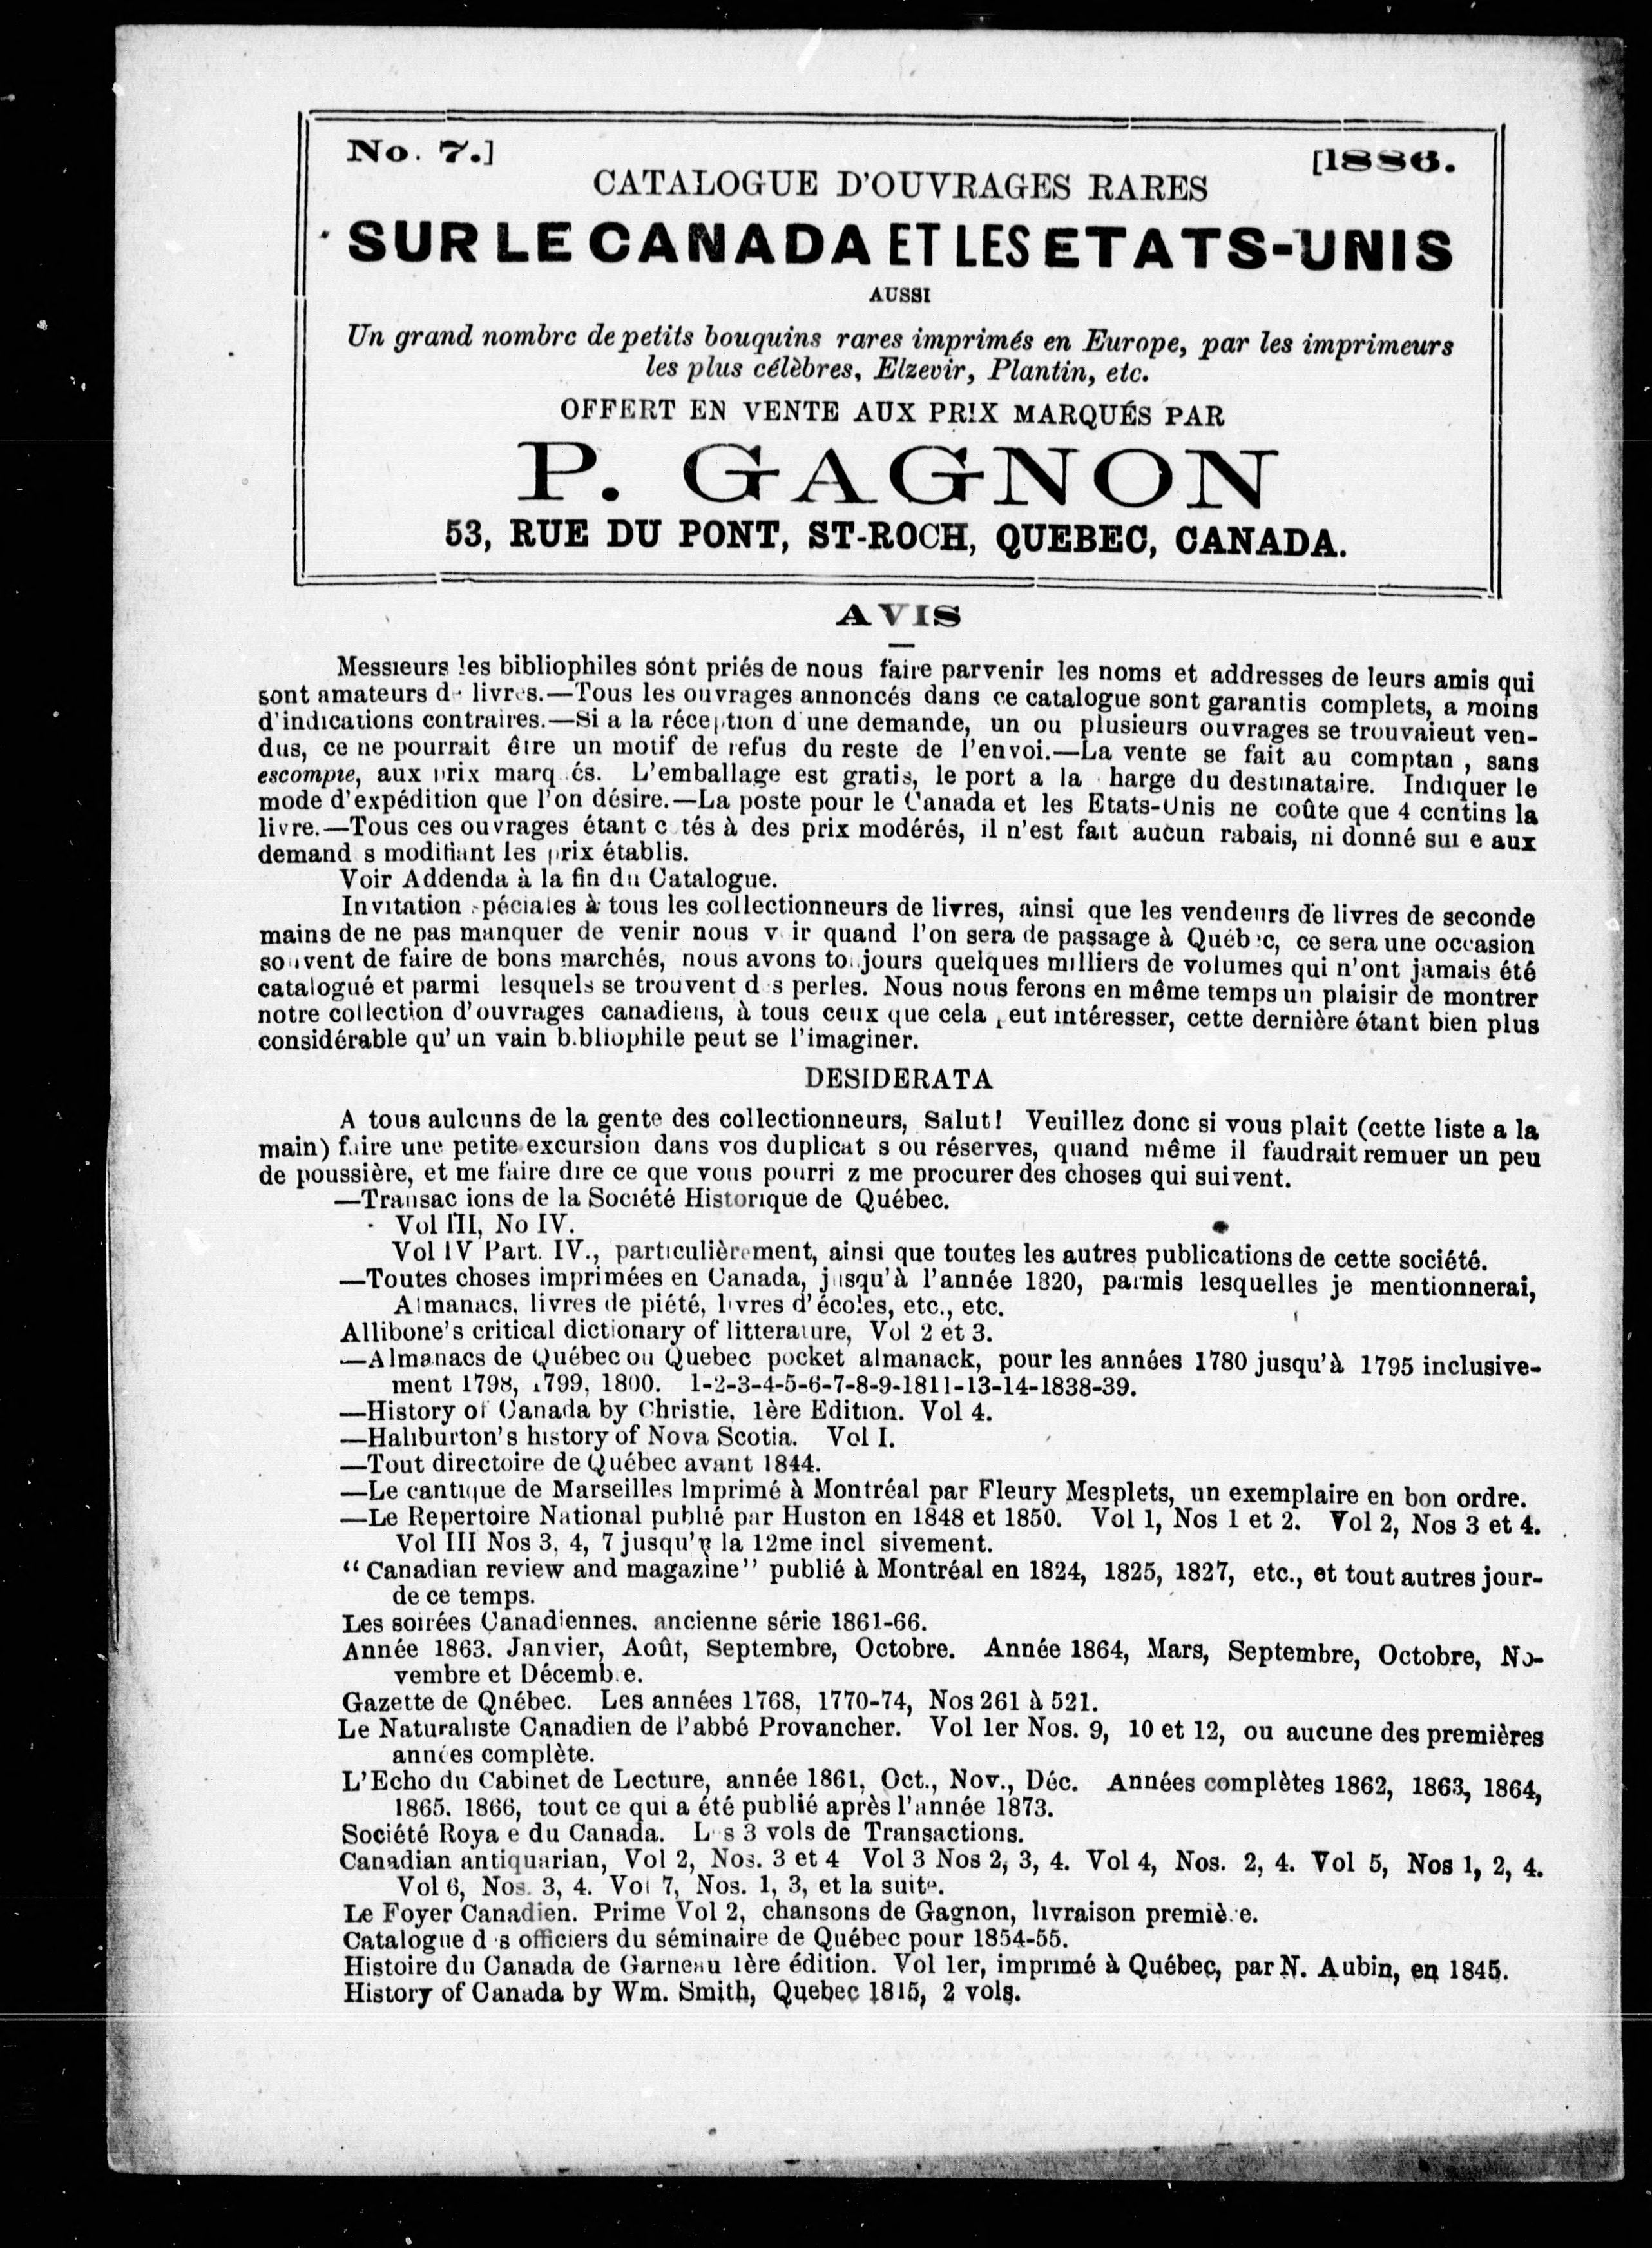 No. 7.]
[1886.
CATALOGUE D'OUVRAGES RARES
SUR LE CANADA ET LES ETATS-UNIS
AUSSI
Un grand nombre de petits bouquins rares imprimés en Europe, par les imprimeurs
les plus célèbres, Elzevir, Plantin, etc.
OFFERT EN VENTE AUX PRIX MARQUÉS PAR
P. GAGNON
53, RUE DU PONT, ST-ROCH, QUEBEC, CANADA.
AVIS
Messieurs les bibliophiles sont priés de nous faire parvenir les noms et addresses de leurs amis qui
sont amateurs de livres.—Tous les ouvrages annoncés dans ce catalogue sont garantis complets, a moins
d'indications contraires.—Si a la réception d'une demande, un ou plusieurs ouvrages se trouvaieut ven-
dus, ce ne pourrait être un motif de refus du reste de l'envoi.—La vente se fait au comptan , sans
escompte, aux prix marq és. L'emballage est gratis, le port a la harge du destinataire. Indiquer le
mode d'expédition que l'on désire.—La poste pour le Canada et les Etats-Unis ne coûte que 4 ccntins la
livre.—Tous ces ouvrages étant c tés à des prix modérés, il n'est fait aucun rabais, ni donné sui e aux
demand s modifiant les prix établis.
Voir Addenda à la fin du Catalogue.
Invitation spéciales à tous les collectionneurs de livres, ainsi que les vendeurs de livres de seconde
mains de ne pas manquer de venir nous v ir quand l'on sera de passage à Québec, ce sera une occasion
souvent de faire de bons marchés, nous avons toujours quelques milliers de volumes qui n'ont jamais été
catalogué et parmi lesquels se trouvent d s perles. Nous nous ferons en même temps un plaisir de montrer
notre collection d'ouvrages canadiens, à tous ceux que cela peut intéresser, cette dernière étant bien plus
considérable qu'un vain bibliophile peut se l'imaginer.
DESIDERATA
A tous aulcuns de la gente des collectionneurs, Salut! Veuillez donc si vous plait (cette liste a la
main) faire une petite excursion dans vos duplicat s ou réserves, quand même il faudrait remuer un peu
de poussière, et me faire dire ce que vous pourri z me procurer des choses qui suivent.
—Transac ions de la Société Historique de Québec.
Vol III, No IV.
Vol IV Part. IV., particulièrement, ainsi que toutes les autres publications de cette société.
—Toutes choses imprimées en Canada, jusqu'à l'année 1820, parmis lesquelles je mentionnerai,
Almanacs, livres de piété, livres d'écoles, etc., etc.
Allibone's critical dictionary of litterature, Vol 2 et 3.
—Almanacs de Québec ou Quebec pocket almanack, pour les années 1780 jusqu'à 1795 inclusive-
ment 1798, 1799, 1800. 1-2-3-4-5-6-7-8-9-1811-13-14-1838-39.
—History of Canada by Christie, 1ère Edition. Vol 4.
—Haliburton's history of Nova Scotia. Vol I.
—Tout directoire de Québec avant 1844.
—Le cantique de Marseilles Imprimé à Montréal par Fleury Mesplets, un exemplaire en bon ordre.
—Le Repertoire National publié par Huston en 1848 et 1850. Vol 1, Nos 1 et 2. Vol 2, Nos 3 et 4.
Vol III Nos 3, 4, 7 jusqu'à la 12me incl sivement.
"Canadian review and magazine" publié à Montréal en 1824, 1825, 1827, etc., et tout autres jour-
de ce temps.
Les soirées Canadiennes. ancienne série 1861-66.
Année 1863. Janvier, Août, Septembre, Octobre. Année 1864, Mars, Septembre, Octobre, No-
vembre et Décembre.
Gazette de Qnébec. Les années 1768, 1770-74, Nos 261 à 521.
Le Naturaliste Canadien de l'abbé Provancher. Vol 1er Nos. 9, 10 et 12, ou aucune des premières
années complète.
L'Echo du Cabinet de Lecture, année 1861, Oct., Nov., Déc. Années complètes 1862, 1863, 1864,
1865. 1866, tout ce qui a été publié après l'année 1873.
Société Roya e du Canada. Les 3 vols de Transactions.
Canadian antiquarian, Vol 2, Nos. 3 et 4 Vol 3 Nos 2, 3, 4. Vol 4, Nos. 2, 4. Vol 5, Nos 1, 2, 4.
Vol 6, Nos. 3, 4. Vol 7, Nos. 1, 3, et la suite.
Le Foyer Canadien. Prime Vol 2, chansons de Gagnon, livraison première.
Catalogue des officiers du séminaire de Québec pour 1854-55.
Histoire du Canada de Garneau 1ère édition. Vol 1er, imprimé à Québec, par N. Aubin, en 1845.
History of Canada by Wm. Smith, Quebec 1815, 2 vols.